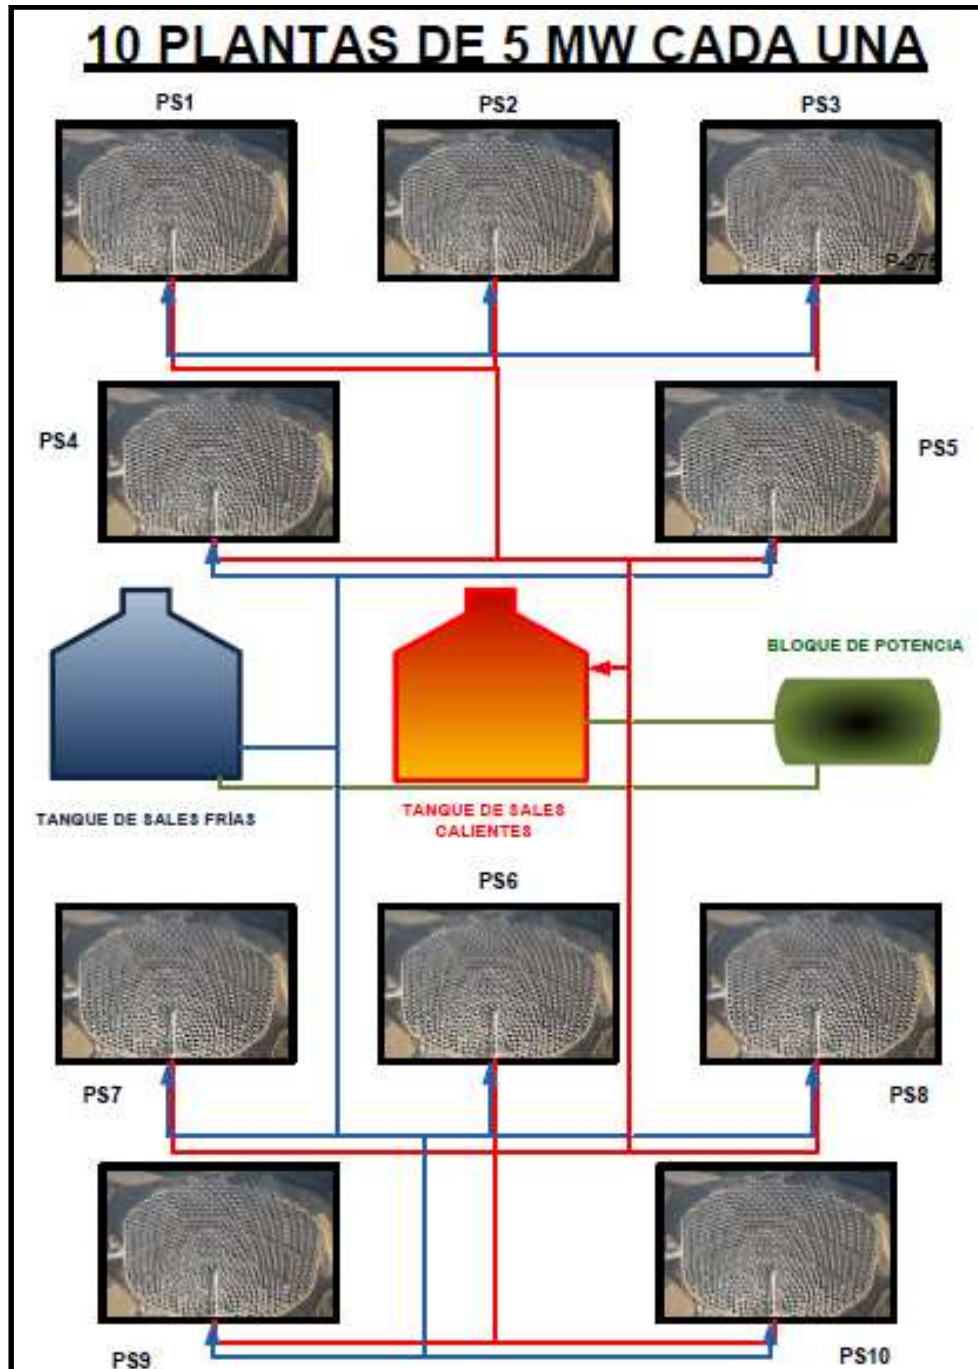 10 PLANTAS DE 5 MW CADA UNA
PS1
PS2
PS3
P-275
PS4
PS5
BLOQUE DE POTENCIA
TANQUE DE SALES FRÍAS
TANQUE DE SALES
CALIENTES
PS6
PS7
PS8
PS9
PS10